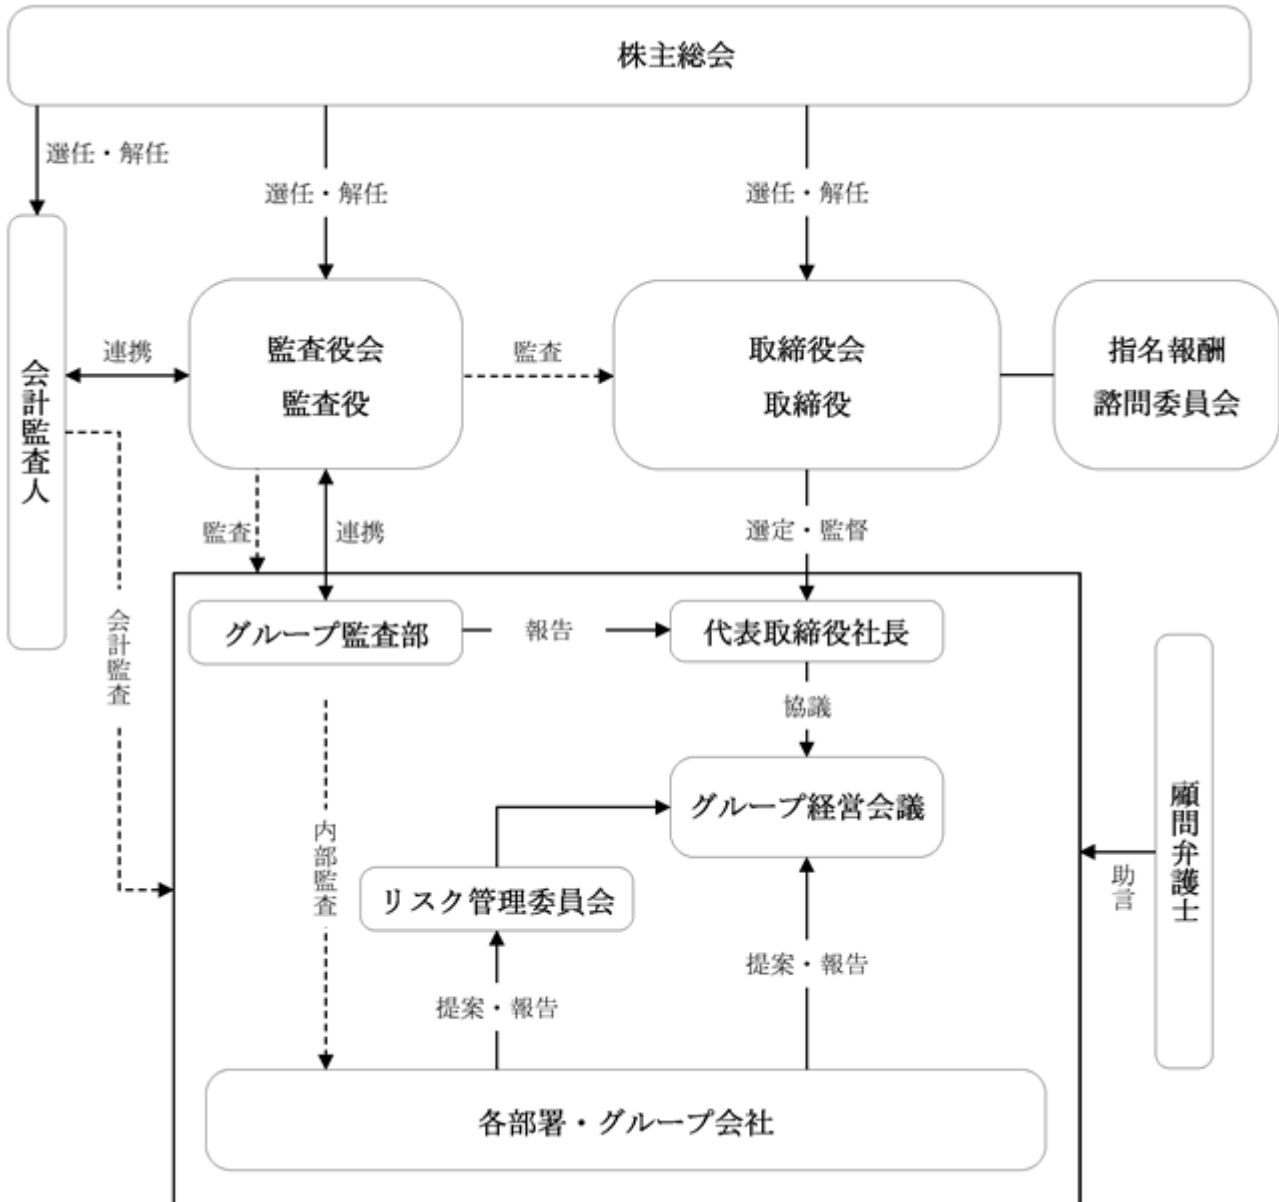 株主総会
選任・解任
選任・解任
選任・解任
会計監査人
連携
監査役会
監査役
監査
取締役会
取締役
指名報酬
諮問委員会
監査
連携
選定・監督
会計監査
グループ監査部
報告
代表取締役社長
協議
グループ経営会議
内部監査
リスク管理委員会
顧問弁護士
助言
提案・報告
提案・報告
各部署・グループ会社